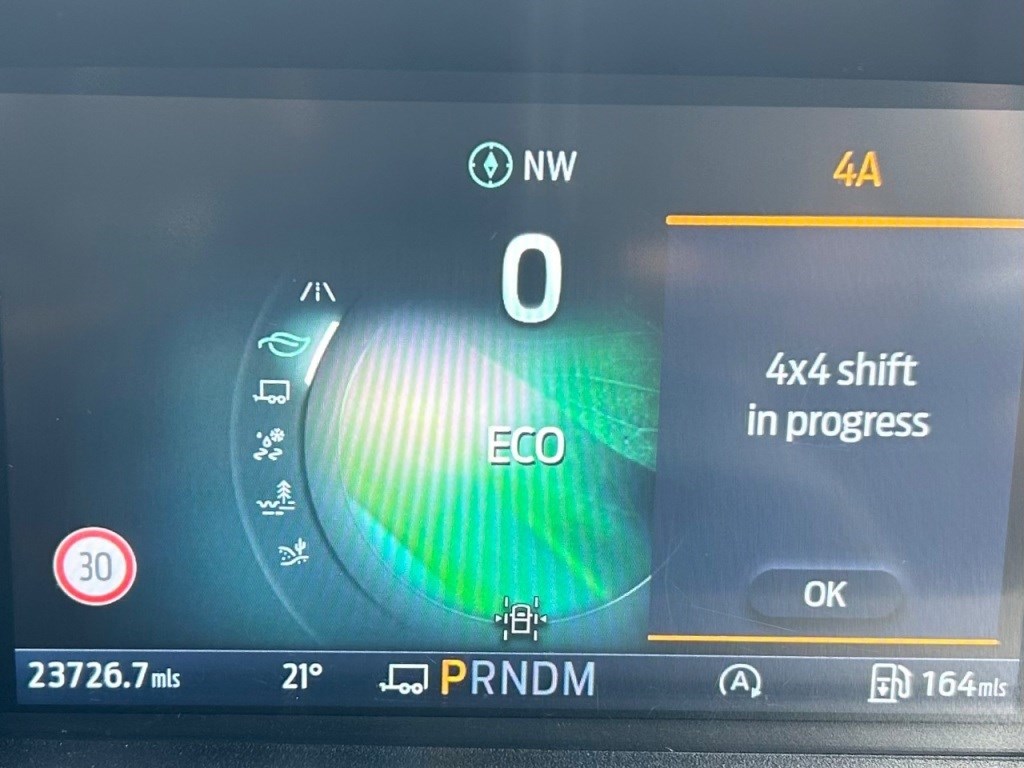 NW
4A
0
4x4 shift
in progress
ECO
30
OK
23726.7 mls
21°
PRNDM
A
164 mls